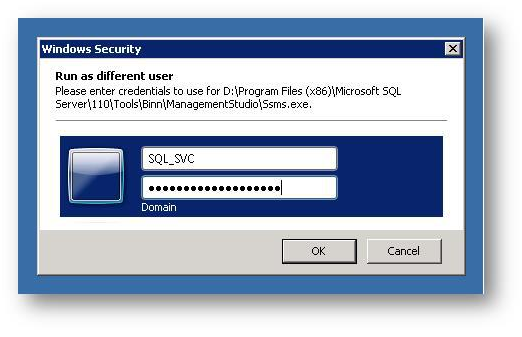 Windows Security
Run as different user
Please enter credentials to use for D:\Program Files (x86)\Microsoft SQL
Server\110\Tools\Binn\ManagementStudio\Ssms.exe.
SQL_SVC
●●●●●●●●●●●●●●●●●●●
Domain
OK
Cancel